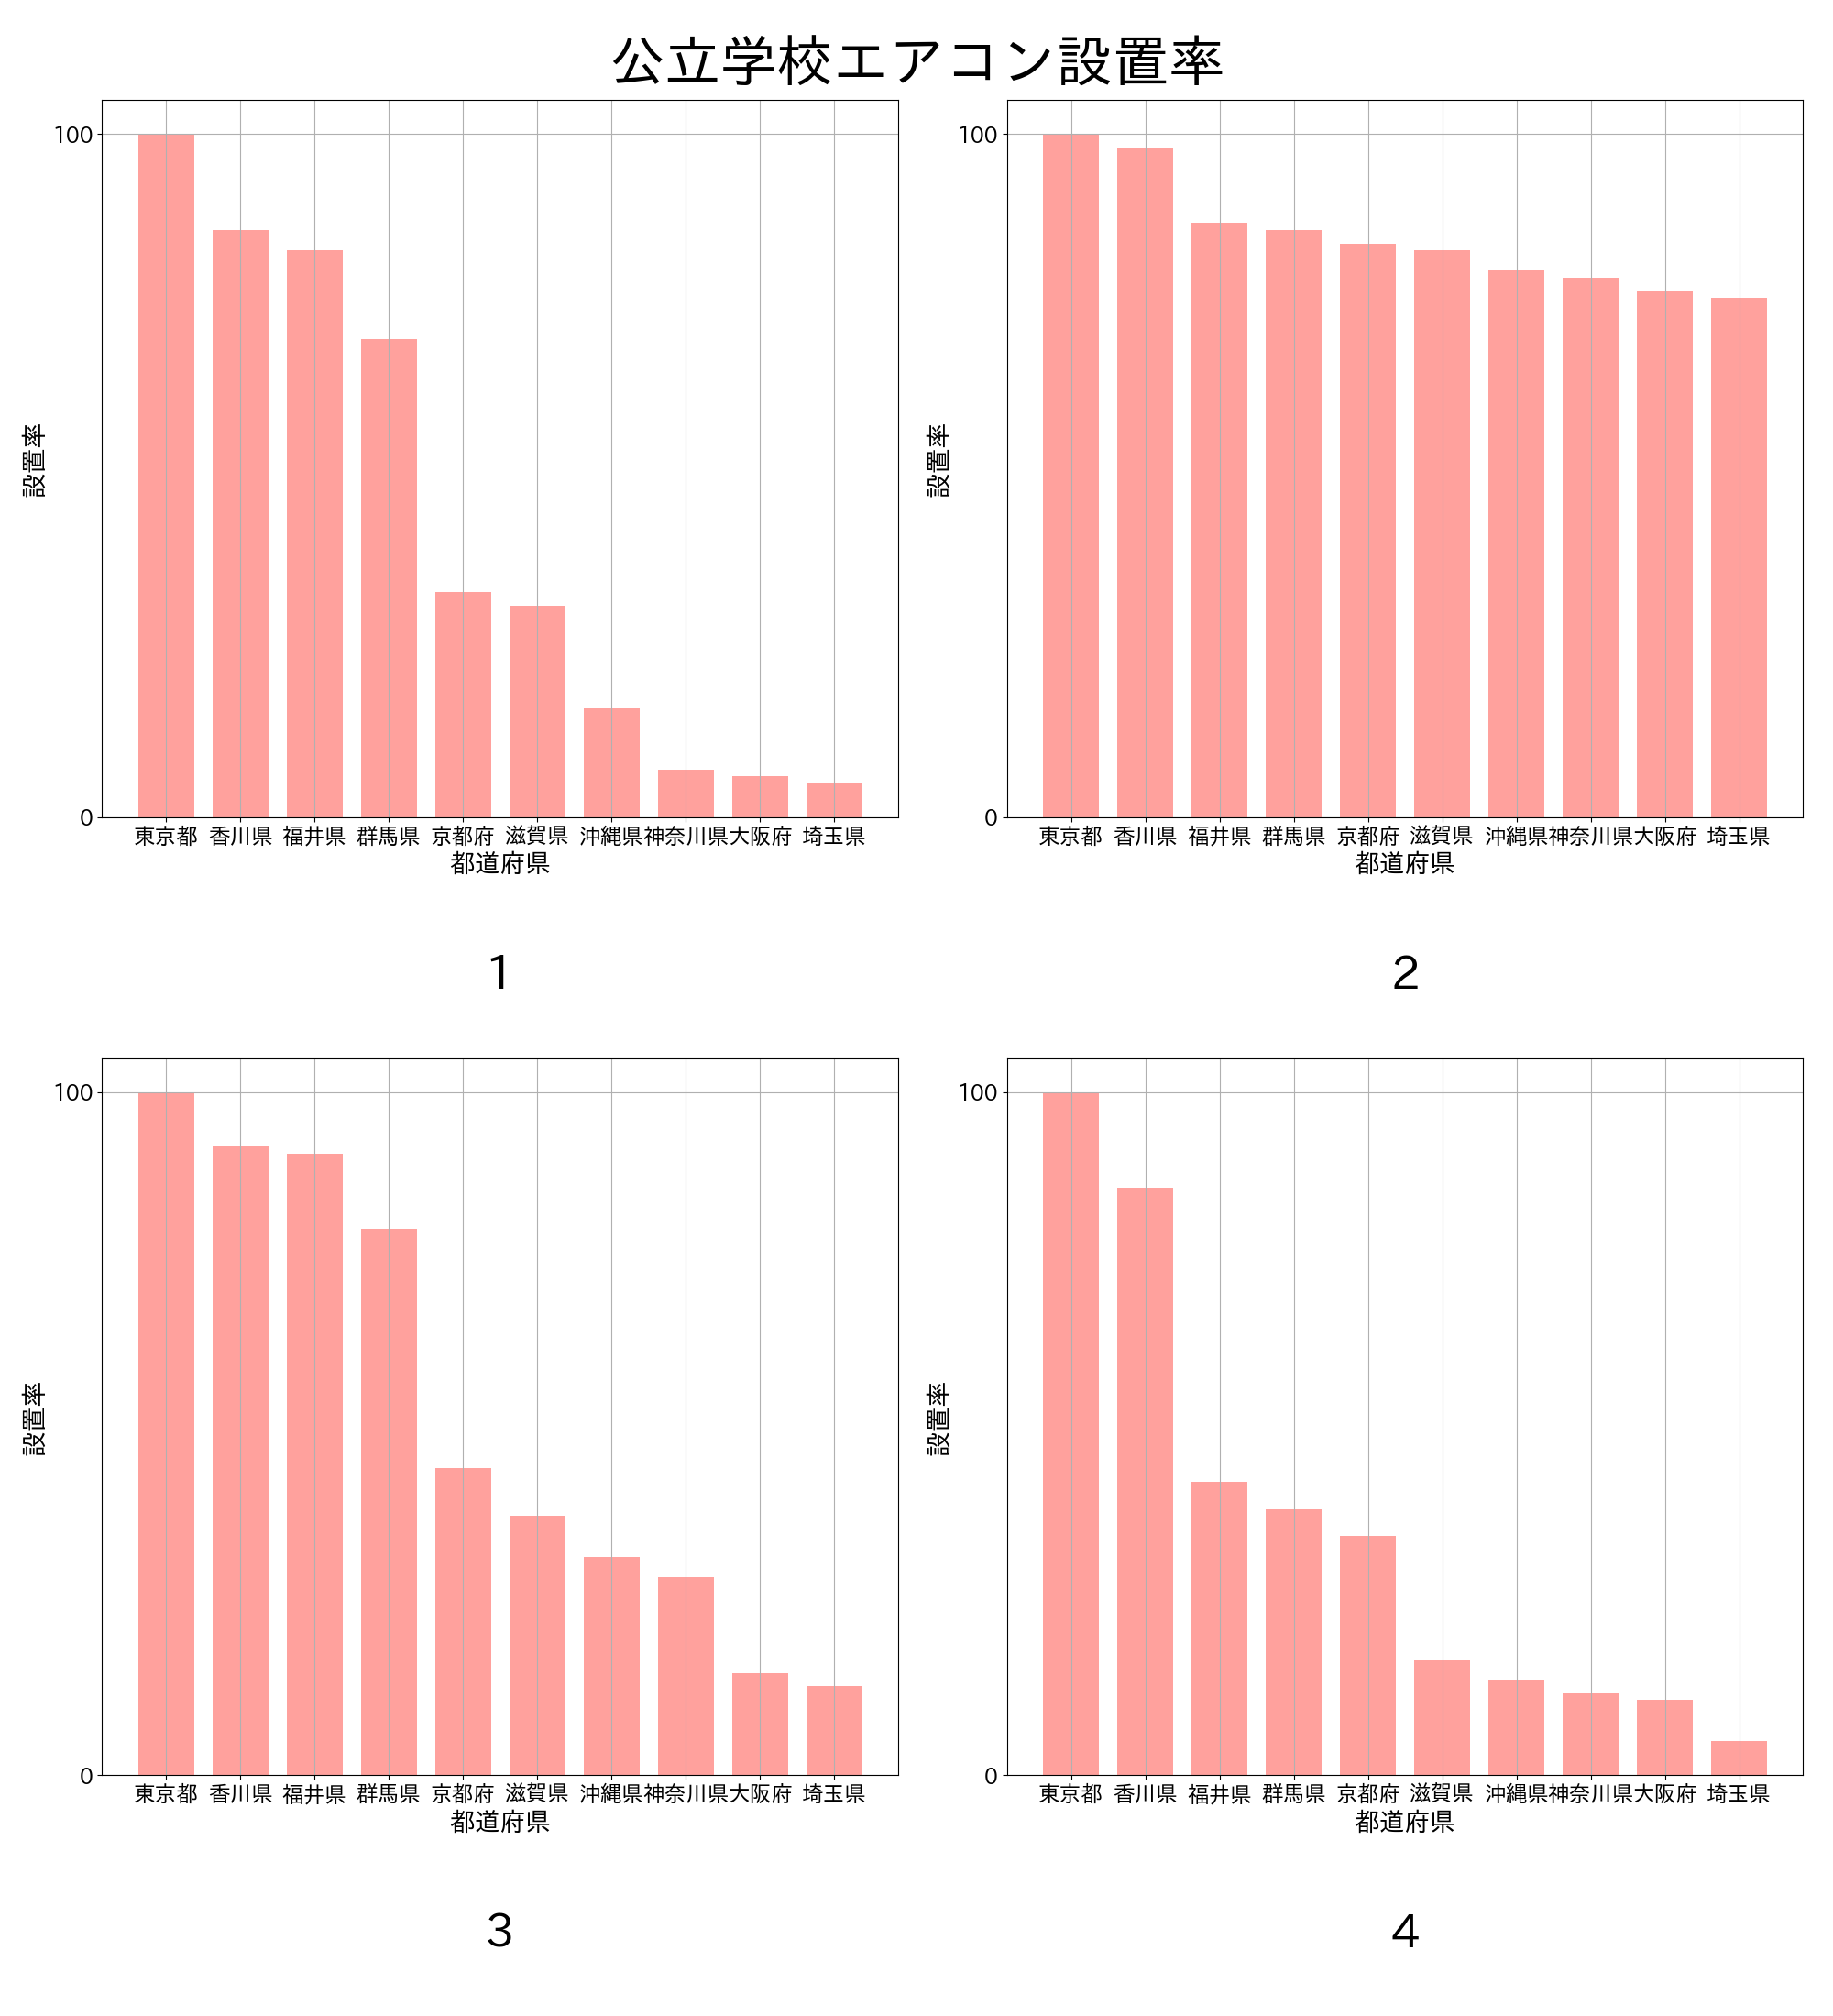 公立学校エアコン設置率
100
設置率
0
東京都 香川県 福井県 群馬県 京都府 滋賀県 沖縄県 神奈川県 大阪府 埼玉県
都道府県
1
100
設置率
0
東京都 香川県 福井県 群馬県 京都府 滋賀県 沖縄県 神奈川県 大阪府 埼玉県
都道府県
2
100
設置率
0
東京都 香川県 福井県 群馬県 京都府 滋賀県 沖縄県 神奈川県 大阪府 埼玉県
都道府県
3
100
設置率
0
東京都 香川県 福井県 群馬県 京都府 滋賀県 沖縄県 神奈川県 大阪府 埼玉県
都道府県
4